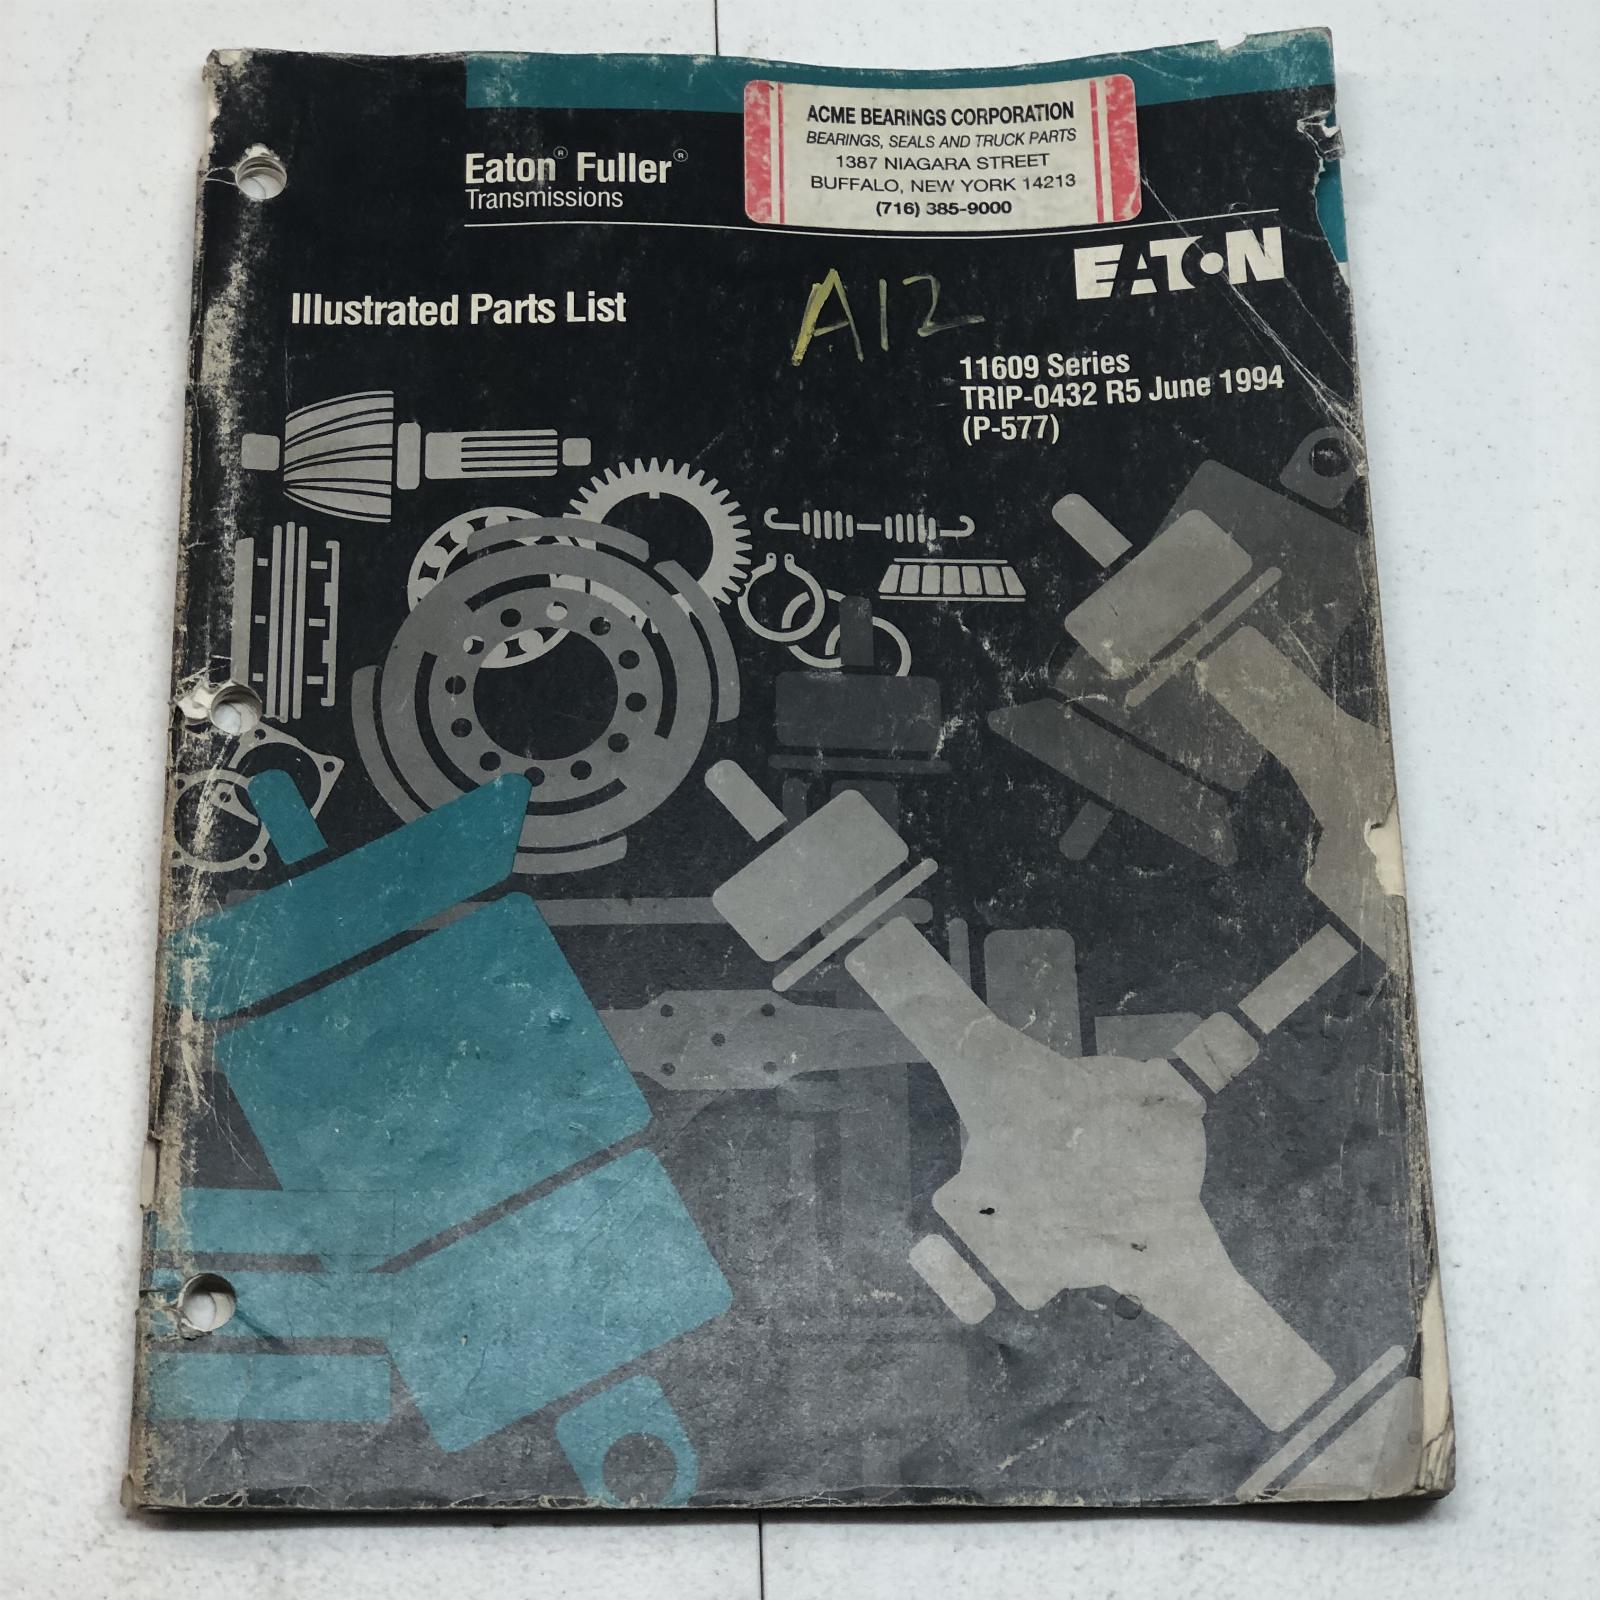 ACME BEARINGS CORPORATION
BEARINGS, SEALS AND TRUCK PARTS
1387 NIAGARA STREET
BUFFALO, NEW YORK 14213
(716) 385-9000
Eaton® Fuller®
Transmissions
EATON
Illustrated Parts List
A12
11609 Series
TRIP-0432 R5 June 1994
(P-577)